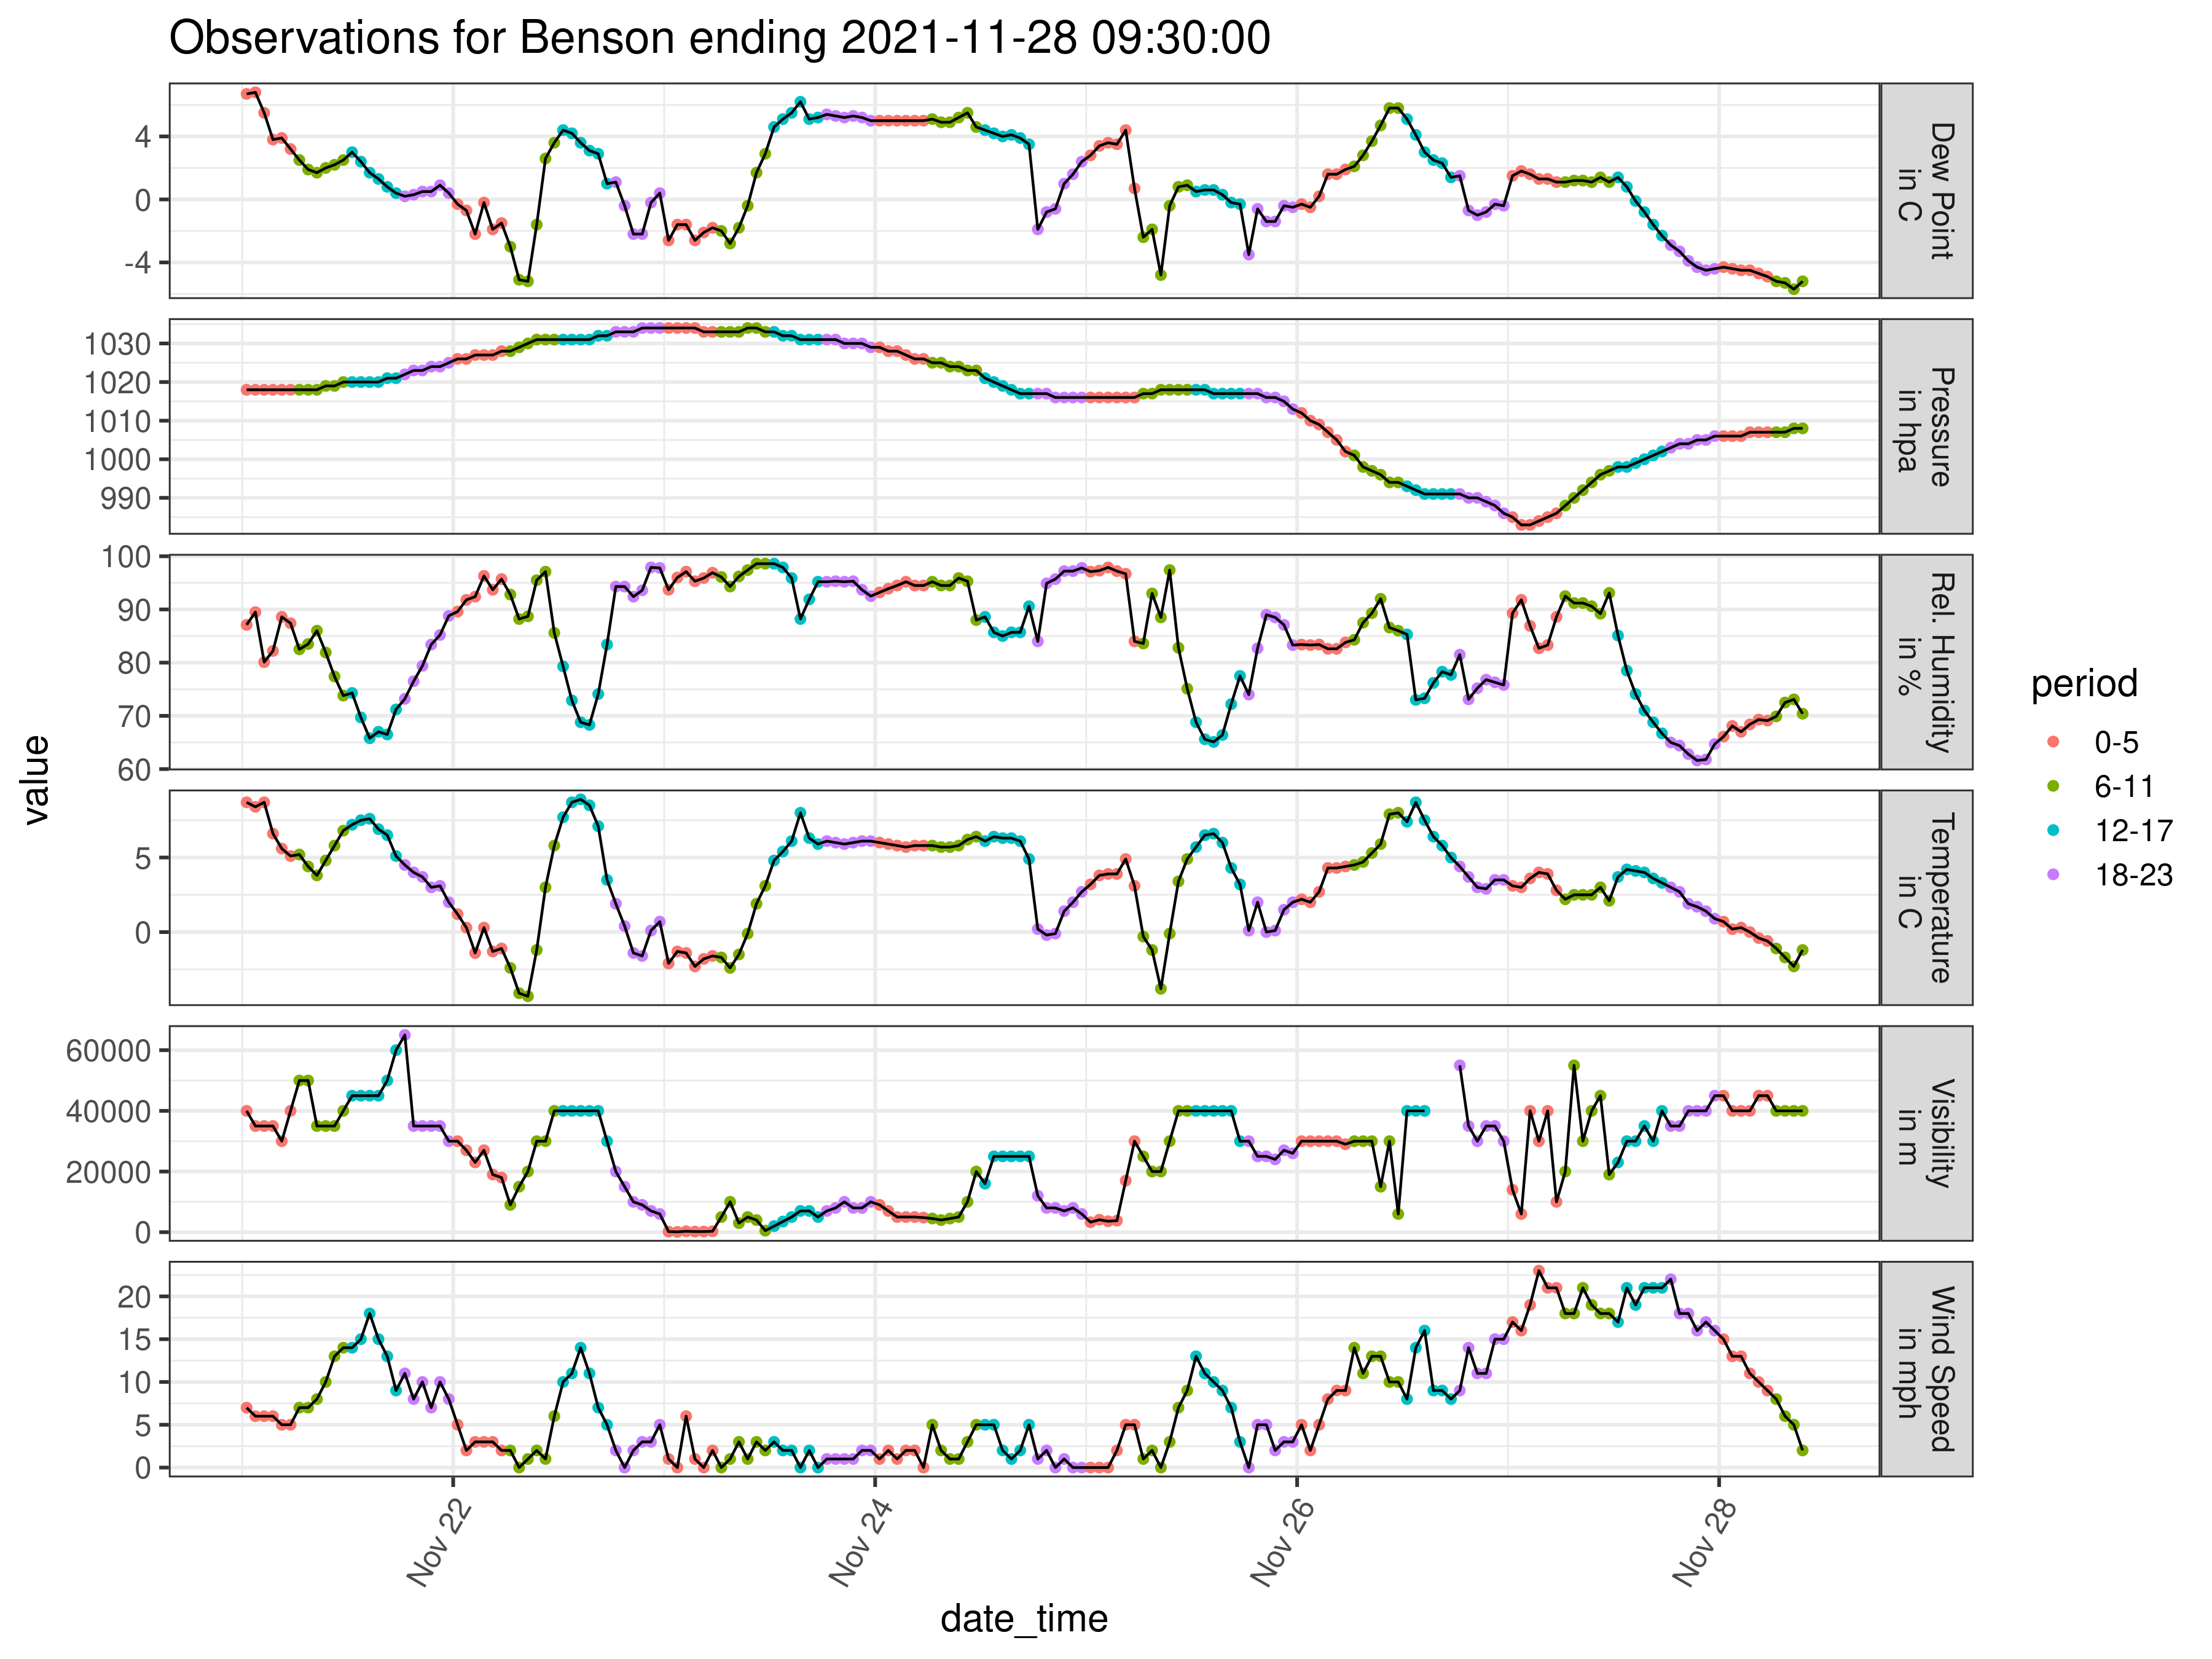 Observations for Benson ending 2021-11-28 09:30:00
value
4
0
-4
Dew Point
in C
1030
1020
1010
1000
990
Pressure
in hpa
100
90
80
70
60
Rel. Humidity
in %
5
0
Temperature
in C
60000
40000
20000
0
Visibility
in m
20
15
10
5
0
Wind Speed
in mph
Nov 22
Nov 24
Nov 26
Nov 28
date_time
period
0-5
6-11
12-17
18-23